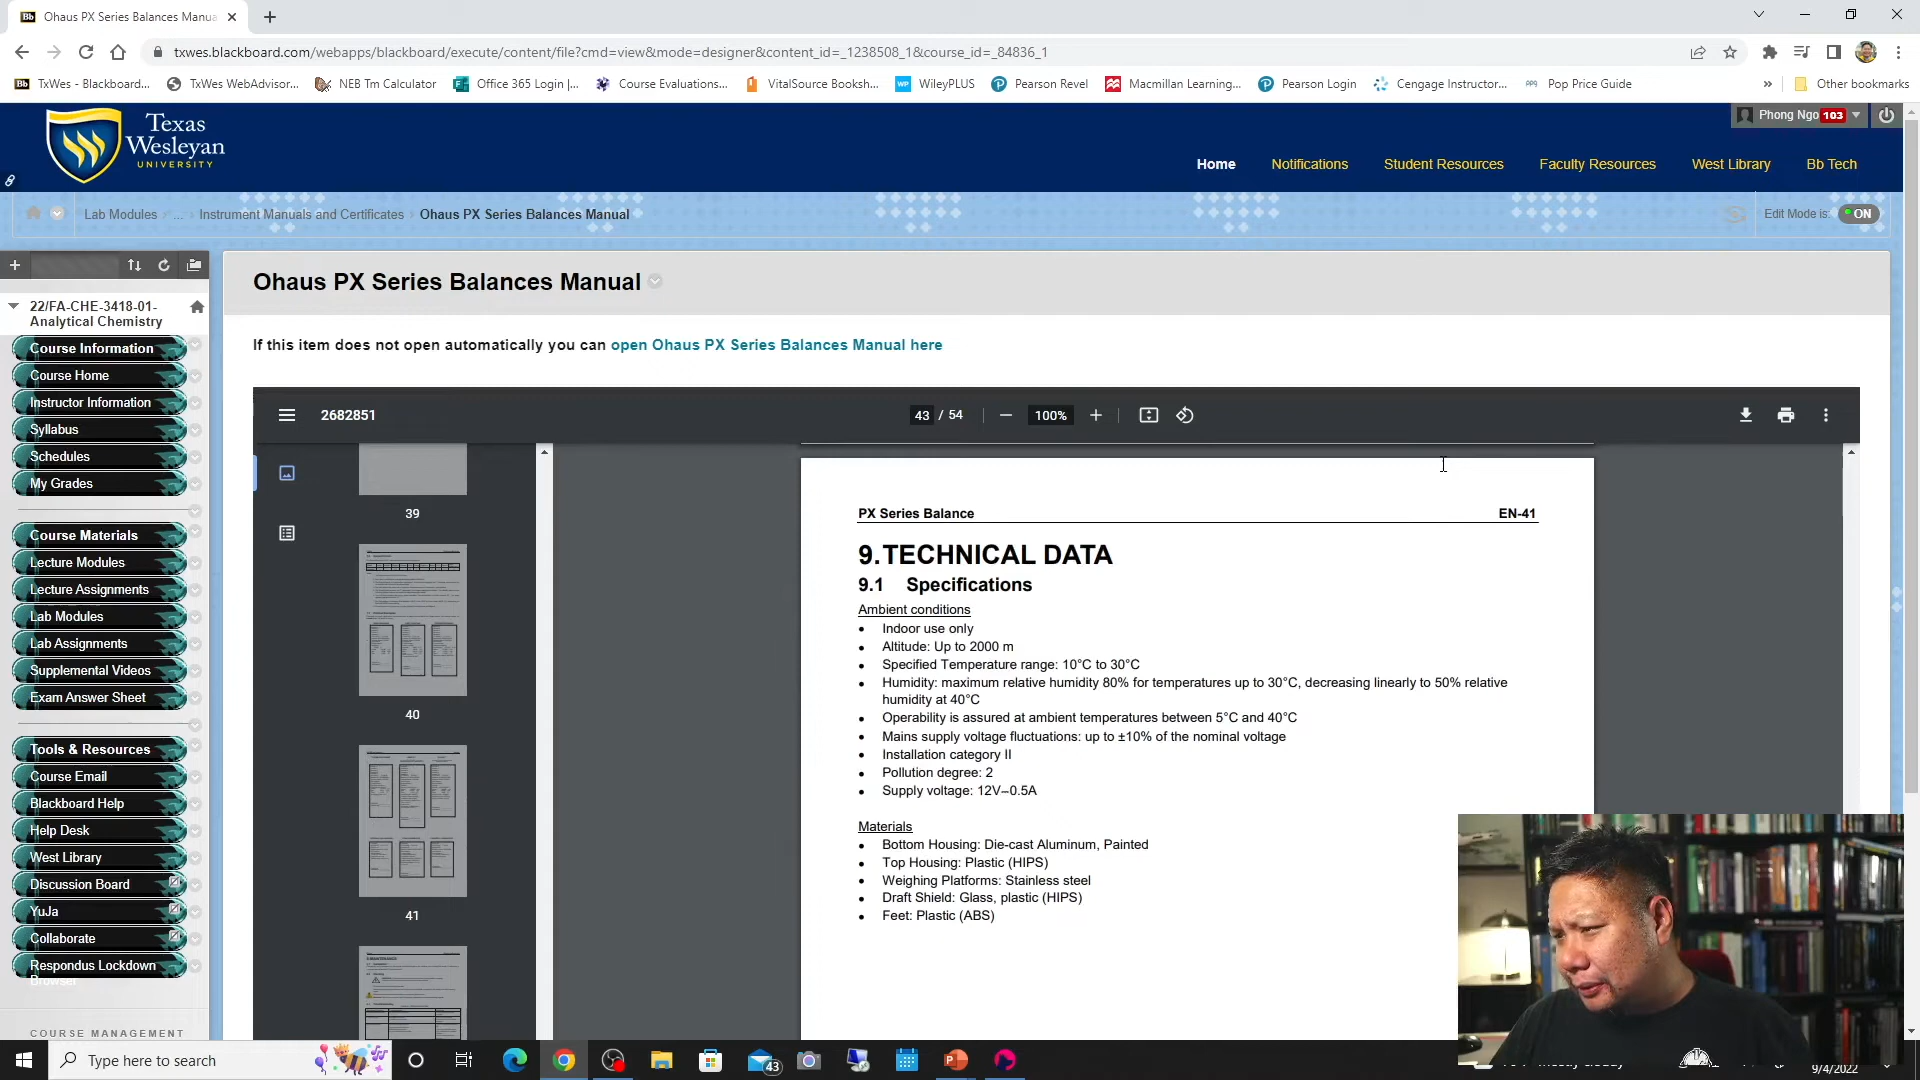 Ohaus PX Series Balances Manua
txwes.blackboard.com/webapps/blackboard/execute/content/file?cmd=view&mode=designer&content_id=_1238508_1&course_id=_84836_1
TxWes - Blackboard... TxWes WebAdvisor... NEB Tm Calculator Office 365 Login |... Course Evaluations... VitalSource Booksh... WileyPLUS Pearson Revel Macmillan Learning... Pearson Login Cengage Instructor... Pop Price Guide » Other bookmarks
Phong Ngo 103
Texas
Wesleyan
UNIVERSITY
Home Notifications Student Resources Faculty Resources West Library Bb Tech
Lab Modules ... Instrument Manuals and Certificates Ohaus PX Series Balances Manual Edit Mode is: ON
Ohaus PX Series Balances Manual
22/FA-CHE-3418-01-
Analytical Chemistry
Course Information
Course Home
Instructor Information
Syllabus
Schedules
My Grades
Course Materials
Lecture Modules
Lecture Assignments
Lab Modules
Lab Assignments
Supplemental Videos
Exam Answer Sheet
Tools & Resources
Course Email
Blackboard Help
Help Desk
West Library
Discussion Board
YuJa
Collaborate
Respondus Lockdown
Browser
COURSE MANAGEMENT
If this item does not open automatically you can open Ohaus PX Series Balances Manual here
2682851 43 / 54 100%
39
40
41
PX Series Balance EN-41
9.TECHNICAL DATA
9.1 Specifications
Ambient conditions
• Indoor use only
• Altitude: Up to 2000 m
• Specified Temperature range: 10°C to 30°C
• Humidity: maximum relative humidity 80% for temperatures up to 30°C, decreasing linearly to 50% relative
humidity at 40°C
• Operability is assured at ambient temperatures between 5°C and 40°C
• Mains supply voltage fluctuations: up to ±10% of the nominal voltage
• Installation category II
• Pollution degree: 2
• Supply voltage: 12V⎓0.5A
Materials
• Bottom Housing: Die-cast Aluminum, Painted
• Top Housing: Plastic (HIPS)
• Weighing Platforms: Stainless steel
• Draft Shield: Glass, plastic (HIPS)
• Feet: Plastic (ABS)
Type here to search
43
9/4/2022